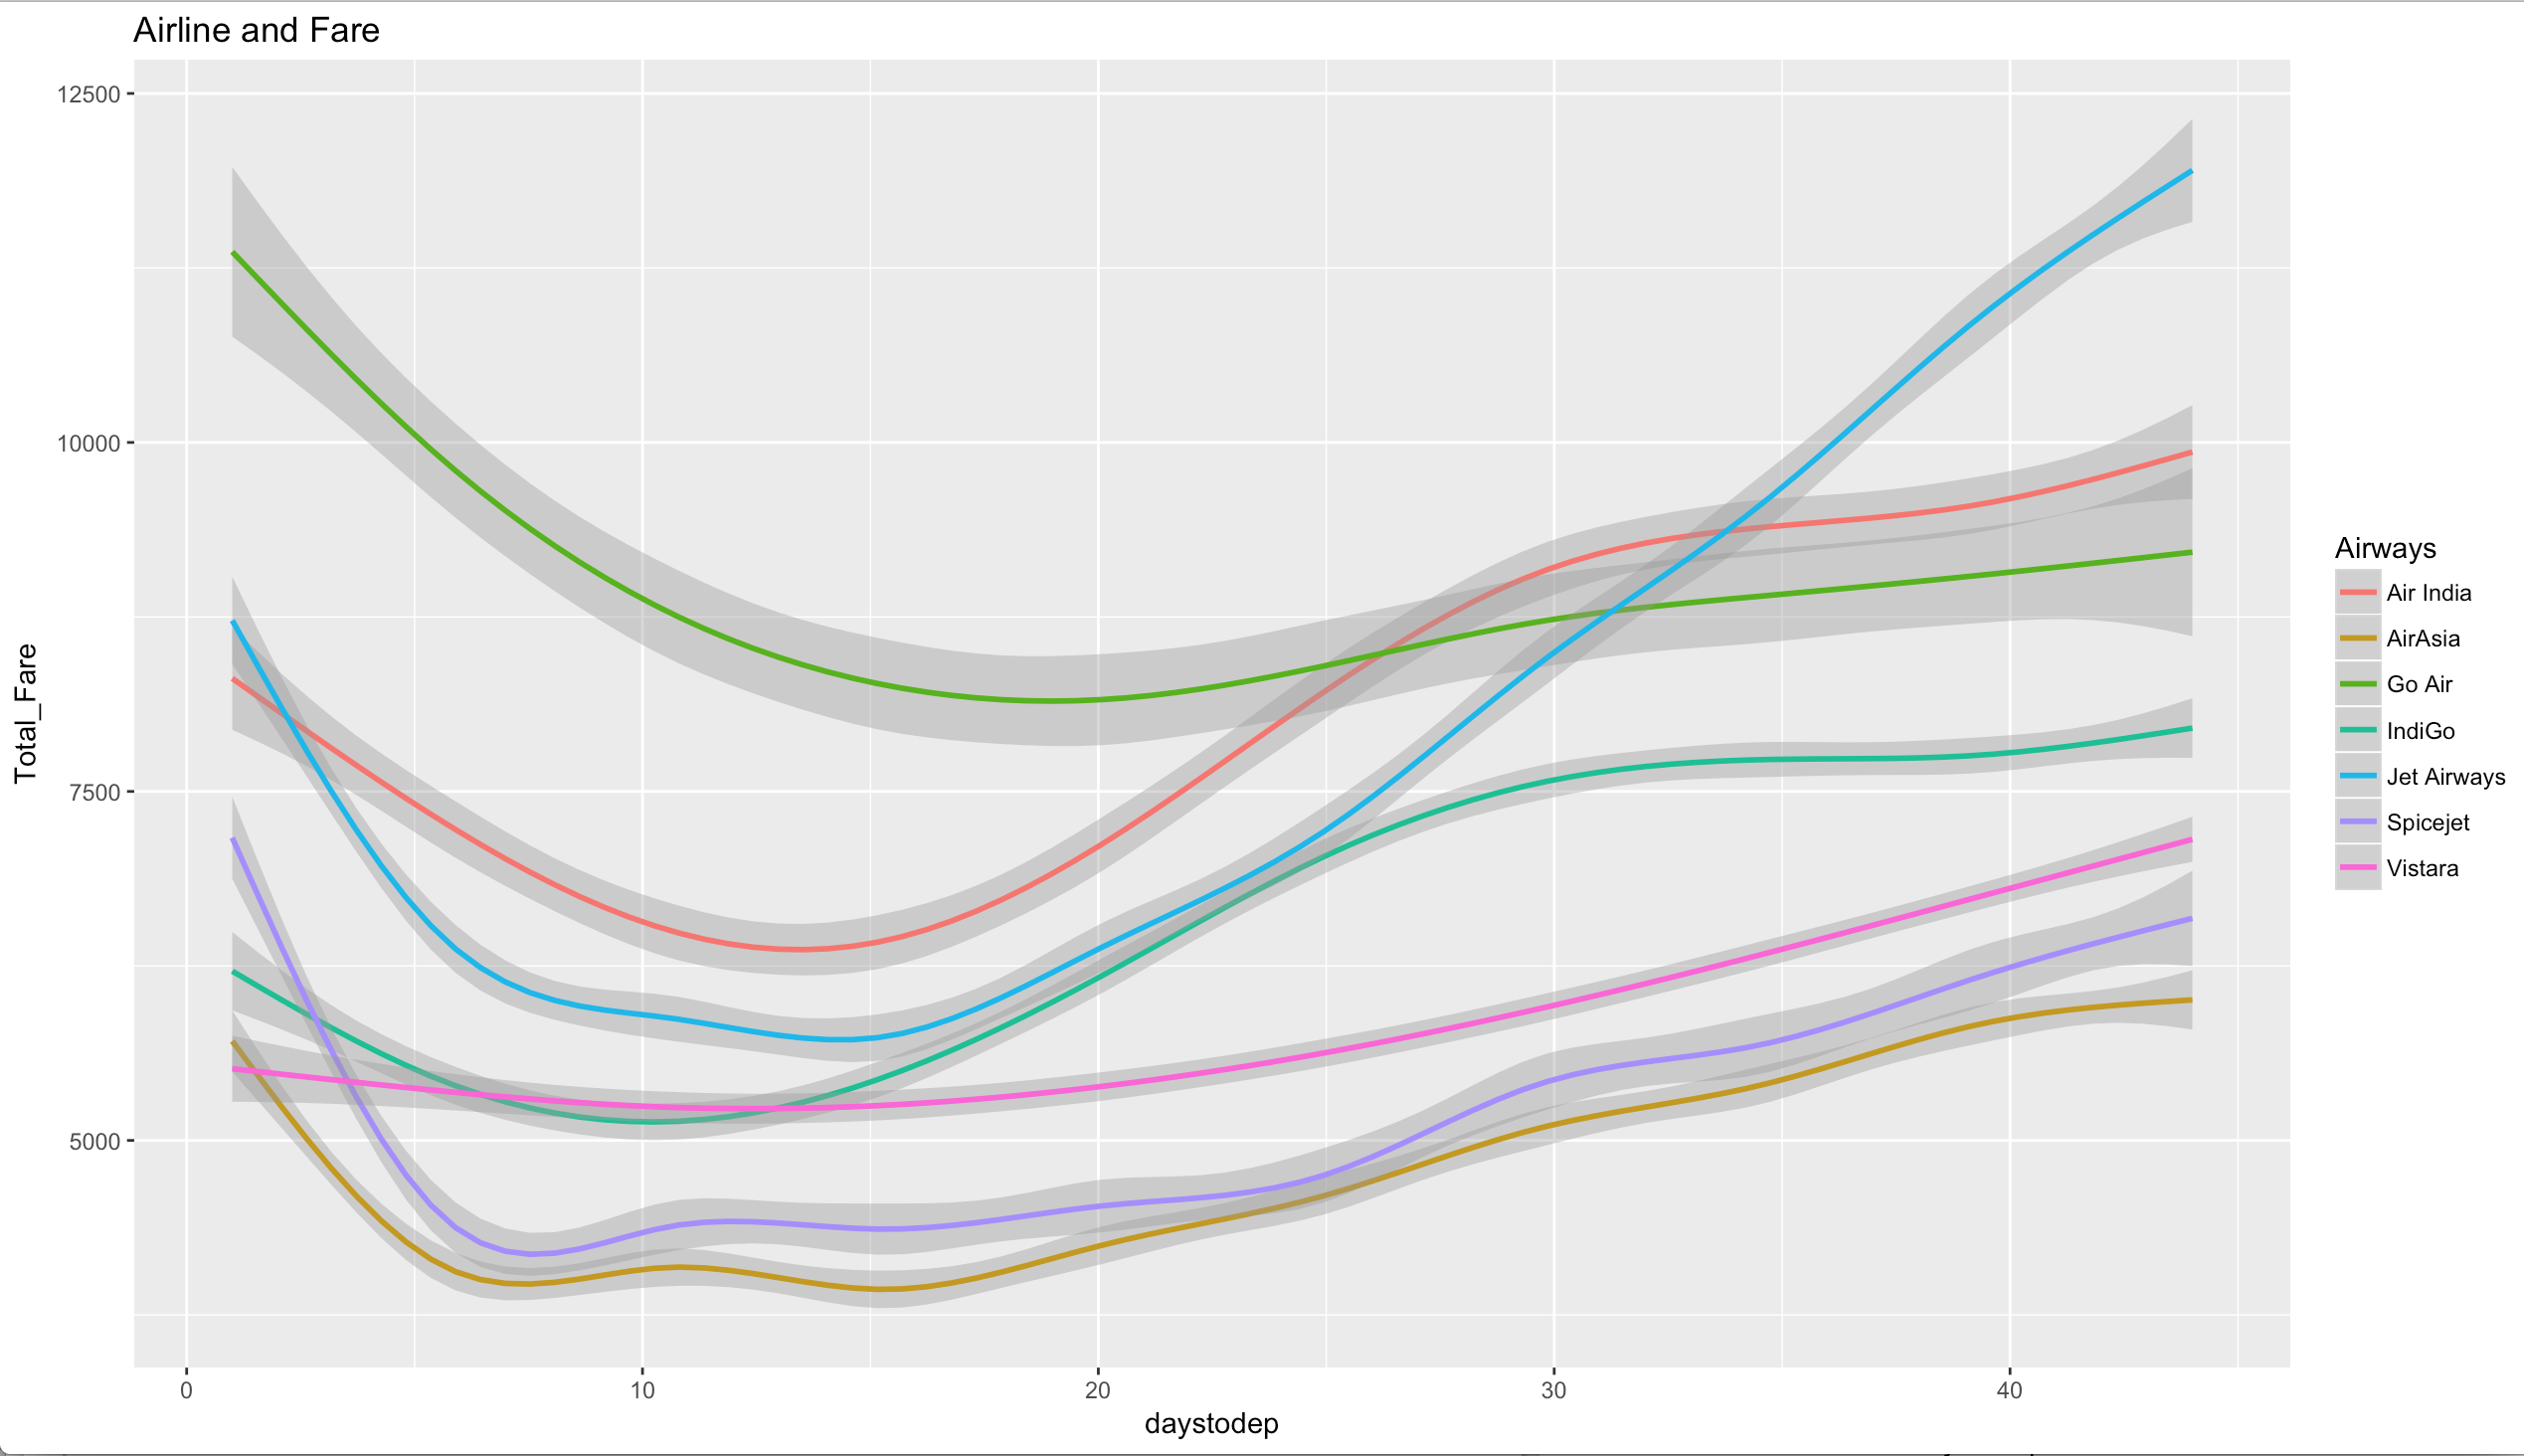 Airline and Fare
12500
10000
7500
5000
Total_Fare
0 10 20 30 40
daystodep
Airways
Air India
AirAsia
Go Air
IndiGo
Jet Airways
Spicejet
Vistara